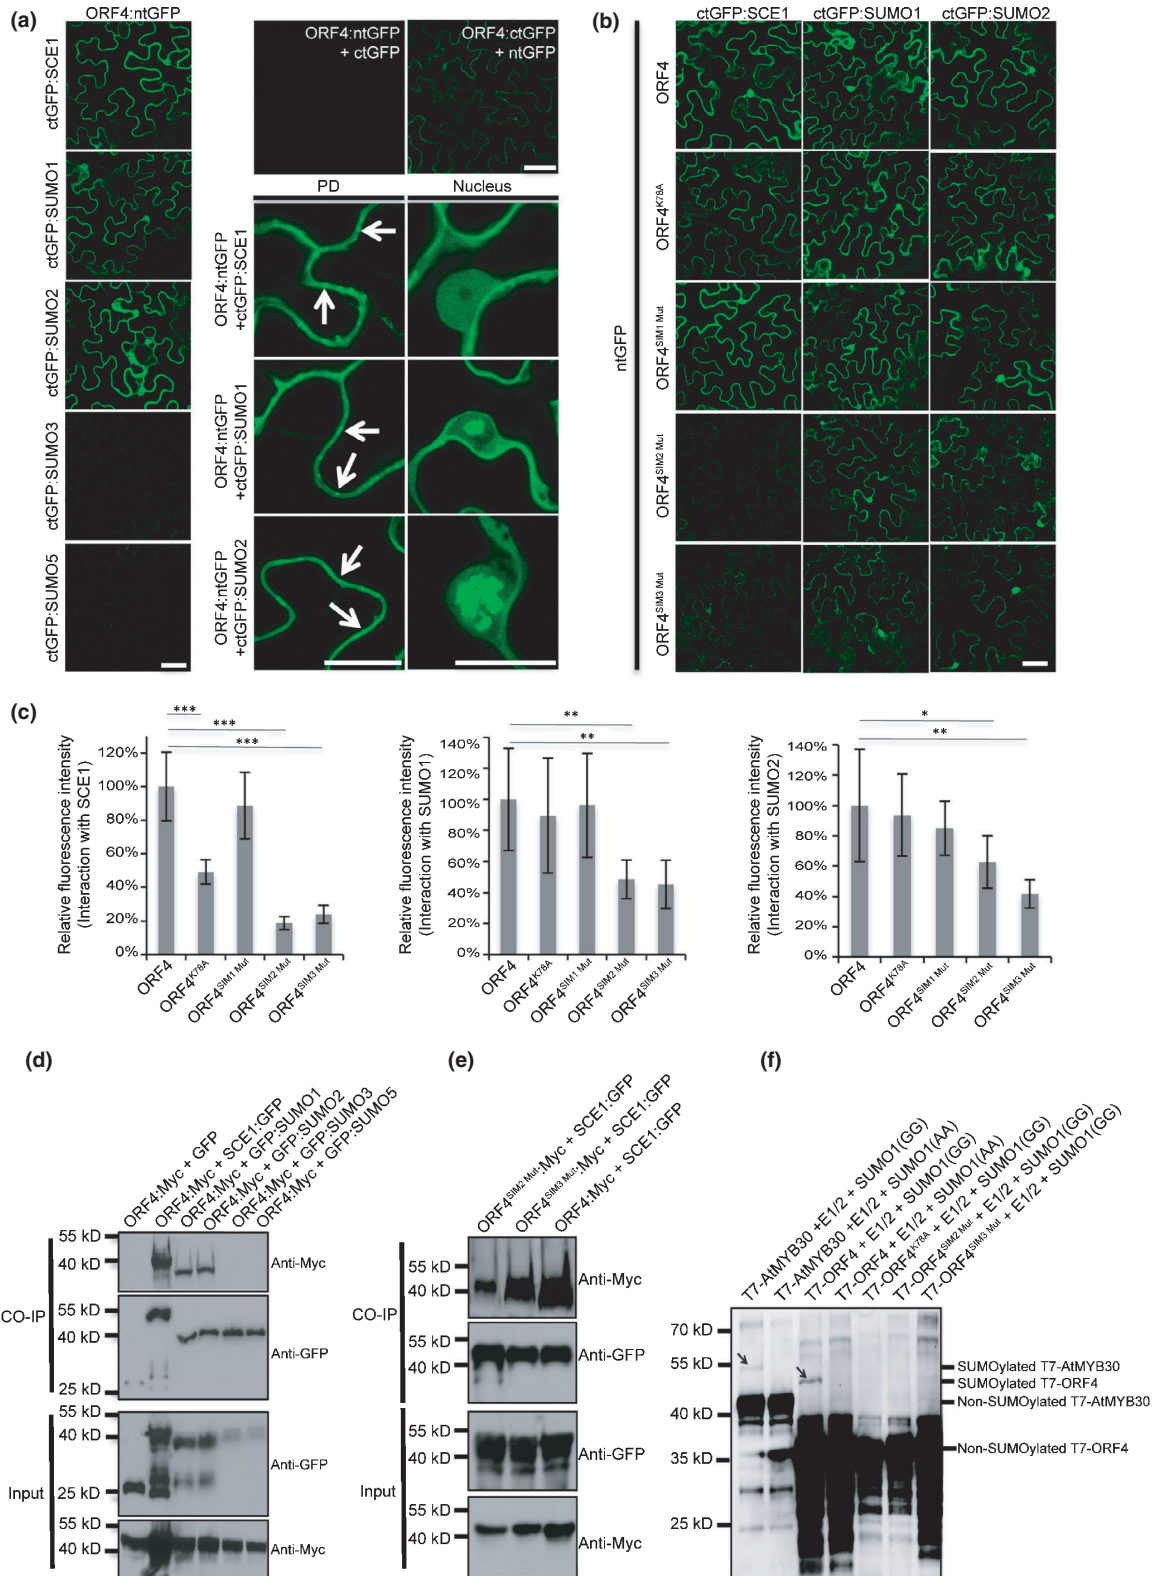 (a)
ORF4:ntGFP
ctGFP:SCE1
ctGFP:SUMO1
ctGFP:SUMO2
ctGFP:SUMO3
ctGFP:SUMO5
ORF4:ntGFP
+ ctGFP
ORF4:ctGFP
+ ntGFP
PD
Nucleus
ORF4:ntGFP
+ctGFP:SCE1
ORF4:ntGFP
+ctGFP:SUMO1
ORF4:ntGFP
+ctGFP:SUMO2
(b)
ctGFP:SCE1
ctGFP:SUMO1
ctGFP:SUMO2
ntGFP
ORF4
ORF4K78A
ORF4SIM1 Mut
ORF4SIM2 Mut
ORF4SIM3 Mut
(c)
Relative fluorescence intensity
(Interaction with SCE1)
***
***
***
120%
100%
80%
60%
40%
20%
0%
ORF4
ORF4K78A
ORF4SIM1 Mut
ORF4SIM2 Mut
ORF4SIM3 Mut
Relative fluorescence intensity
(Interaction with SUMO1)
**
**
140%
120%
100%
80%
60%
40%
20%
0%
ORF4
ORF4K78A
ORF4SIM1 Mut
ORF4SIM2 Mut
ORF4SIM3 Mut
Relative fluorescence intensity
(Interaction with SUMO2)
*
**
140%
120%
100%
80%
60%
40%
20%
0%
ORF4
ORF4K78A
ORF4SIM1 Mut
ORF4SIM2 Mut
ORF4SIM3 Mut
(d)
ORF4:Myc + GFP
ORF4:Myc + SCE1:GFP
ORF4:Myc + GFP:SUMO1
ORF4:Myc + GFP:SUMO2
ORF4:Myc + GFP:SUMO3
ORF4:Myc + GFP:SUMO5
CO-IP
55 kD
40 kD
Anti-Myc
55 kD
40 kD
25 kD
Anti-GFP
Input
55 kD
40 kD
25 kD
Anti-GFP
55 kD
40 kD
Anti-Myc
(e)
ORF4SIM2 Mut:Myc + SCE1:GFP
ORF4SIM3 Mut:Myc + SCE1:GFP
ORF4:Myc + SCE1:GFP
CO-IP
55 kD
40 kD
Anti-Myc
55 kD
40 kD
Anti-GFP
Input
55 kD
40 kD
Anti-GFP
55 kD
40 kD
Anti-Myc
(f)
T7-AtMYB30 +E1/2 + SUMO1(GG)
T7-AtMYB30 +E1/2 + SUMO1(AA)
T7-ORF4 + E1/2 + SUMO1(GG)
T7-ORF4 + E1/2 + SUMO1(AA)
T7-ORF4K78A + E1/2 + SUMO1(GG)
T7-ORF4SIM2 Mut + E1/2 + SUMO1(GG)
T7-ORF4SIM3 Mut + E1/2 + SUMO1(GG)
70 kD
55 kD
40 kD
35 kD
25 kD
SUMOylated T7-AtMYB30
SUMOylated T7-ORF4
Non-SUMOylated T7-AtMYB30
Non-SUMOylated T7-ORF4